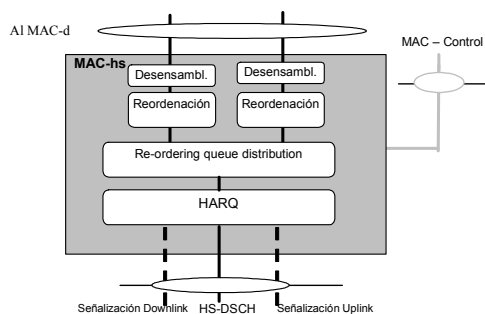 Al MAC-d
MAC – Control
MAC-hs
Desensambl.
Desensambl.
Reordenación
Reordenación
Re-ordering queue distribution
HARQ
Señalización Downlink
HS-DSCH
Señalización Uplink